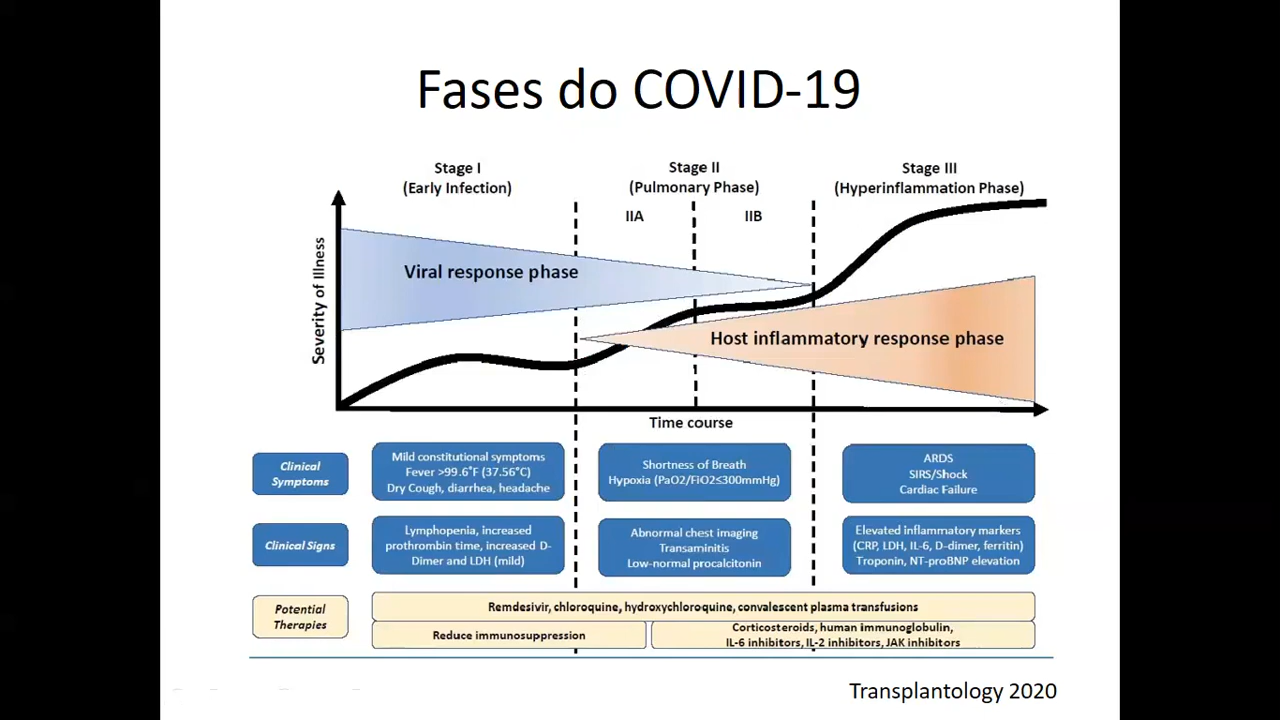 Fases do COVID-19
Stage I
(Early Infection)
Stage II
(Pulmonary Phase)
Stage III
(Hyperinflammation Phase)
IIA
IIB
Severity of Illness
Viral response phase
Host inflammatory response phase
Time course
Clinical
Symptoms
Mild constitutional symptoms
Fever >99.6°F (37.56°C)
Dry Cough, diarrhea, headache
Shortness of Breath
Hypoxia (PaO2/FiO2≤300mmHg)
ARDS
SIRS/Shock
Cardiac Failure
Clinical Signs
Lymphopenia, increased
prothrombin time, increased D-
Dimer and LDH (mild)
Abnormal chest imaging
Transaminitis
Low-normal procalcitonin
Elevated inflammatory markers
(CRP, LDH, IL-6, D-dimer, ferritin)
Troponin, NT-proBNP elevation
Potential
Therapies
Remdesivir, chloroquine, hydroxychloroquine, convalescent plasma transfusions
Reduce immunosuppression
Corticosteroids, human immunoglobulin,
IL-6 inhibitors, IL-2 inhibitors, JAK inhibitors
Transplantology 2020